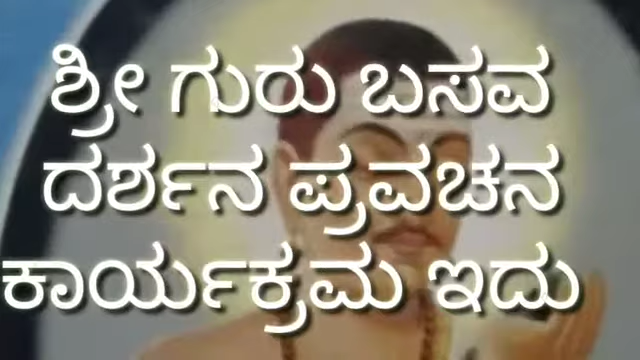 ಶ್ರೀ ಗುರು ಬಸವ
ದರ್ಶನ ಪ್ರವಚನ
ಕಾರ್ಯಕ್ರಮ ಇದು